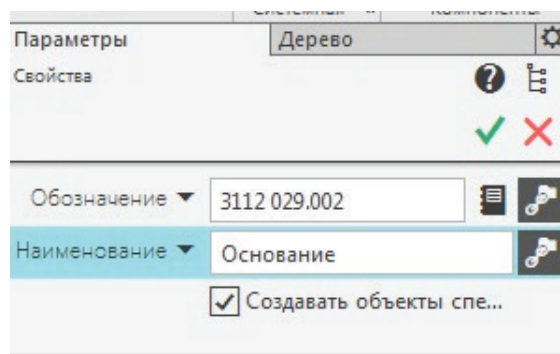 Параметры Дерево
Свойства
Обозначение 3112 029.002
Наименование Основание
Создавать объекты спе...